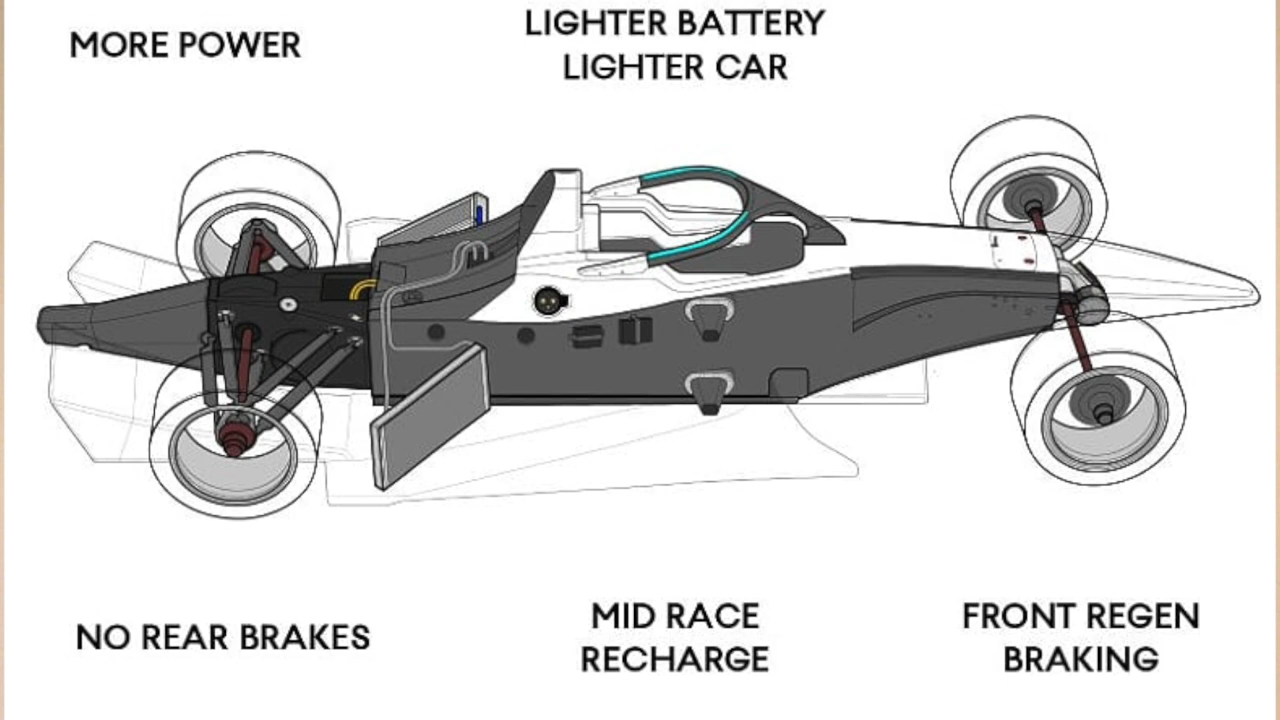 MORE POWER
LIGHTER BATTERY
LIGHTER CAR
NO REAR BRAKES
MID RACE
RECHARGE
FRONT REGEN
BRAKING